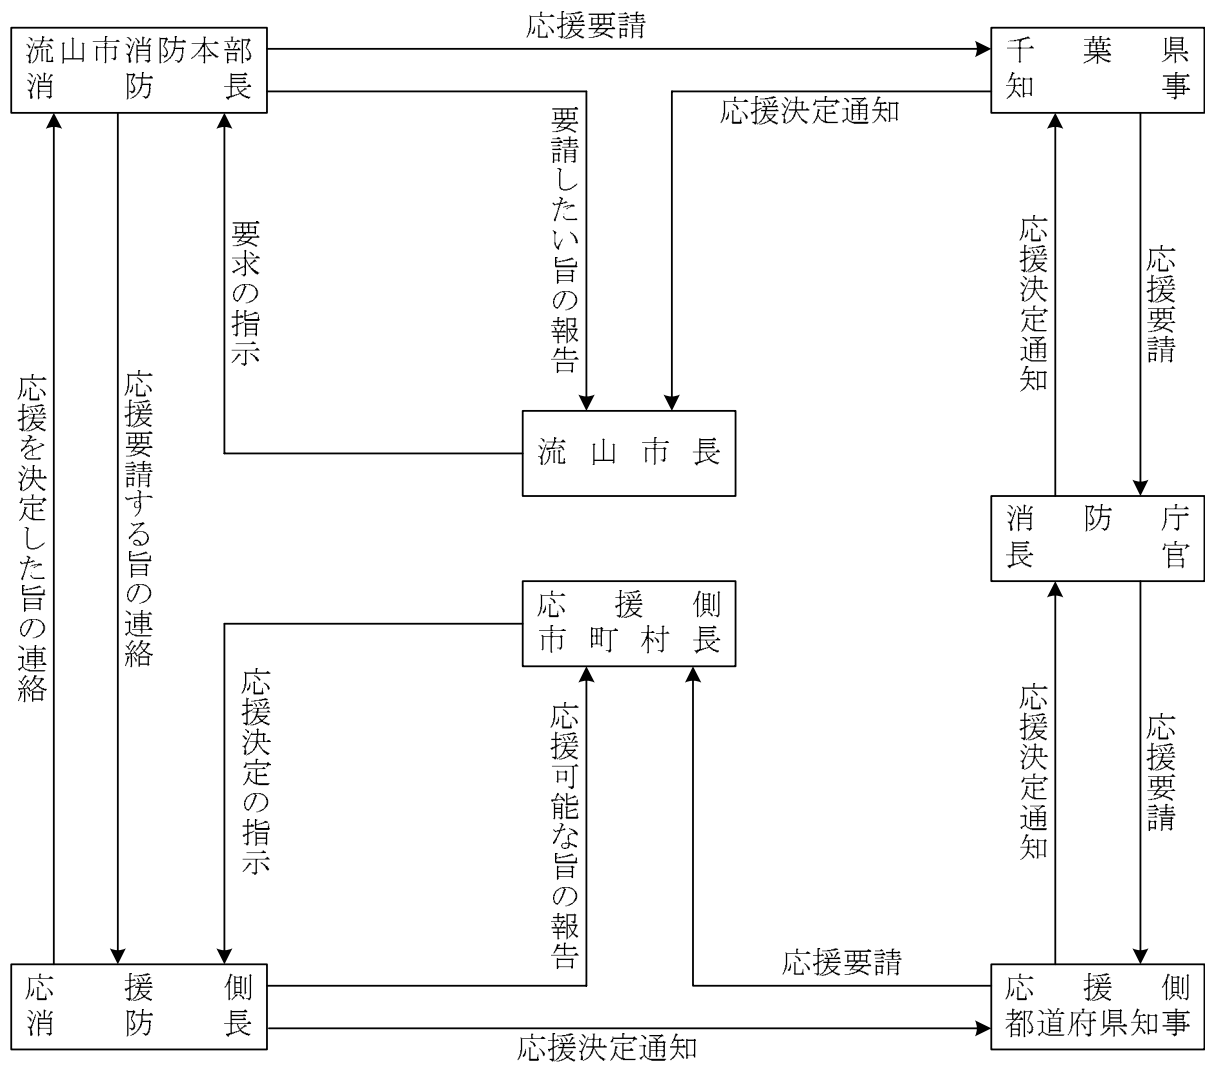 応援要請
流山市消防本部
消防長
千葉県
知事
応援決定通知
要請したい旨の報告
要求の指示
応援決定通知
応援要請
応援を決定した旨の連絡
応援要請する旨の連絡
流山市長
消防庁
長官
応援側
市町村長
応援決定の指示
応援可能な旨の報告
応援決定通知
応援要請
応援要請
応援側
消防長
応援側
都道府県知事
応援決定通知